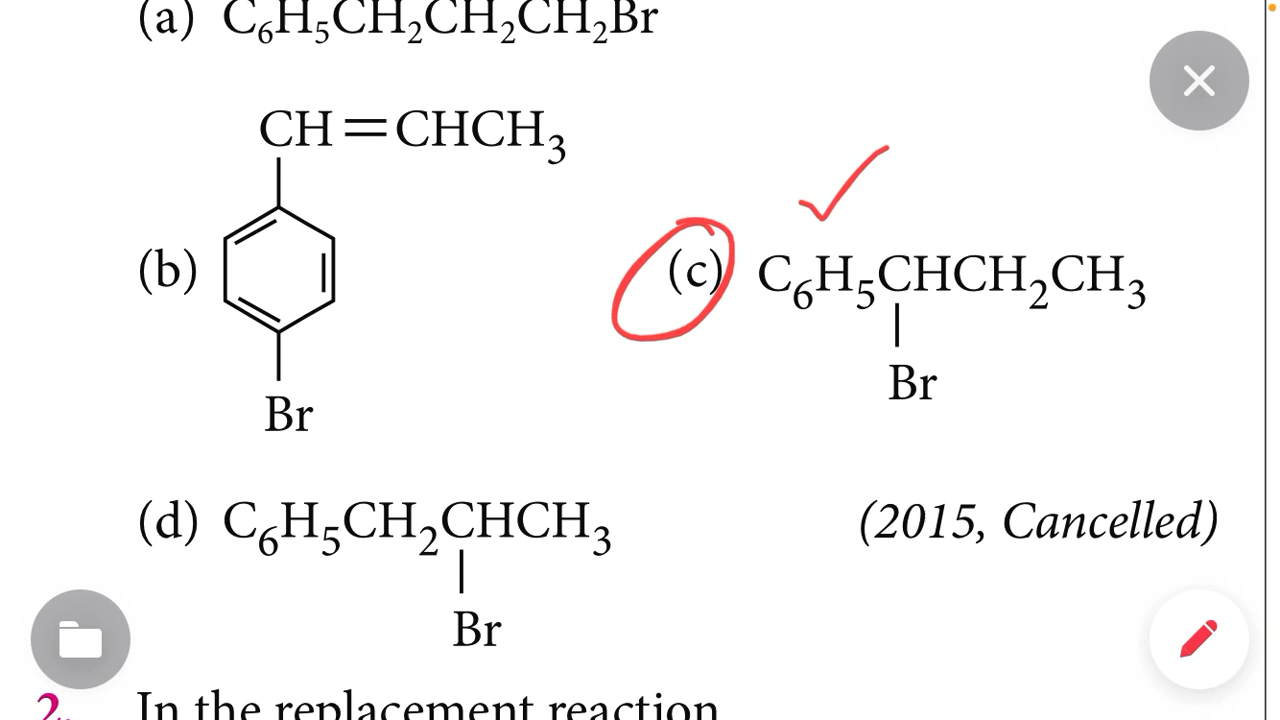 (a) C₆H₅CH₂CH₂CH₂Br
CH=CHCH₃
(b)
Br
(c) C₆H₅CHCH₂CH₃
Br
(d) C₆H₅CH₂CHCH₃
Br
(2015, Cancelled)
2. In the replacement reaction